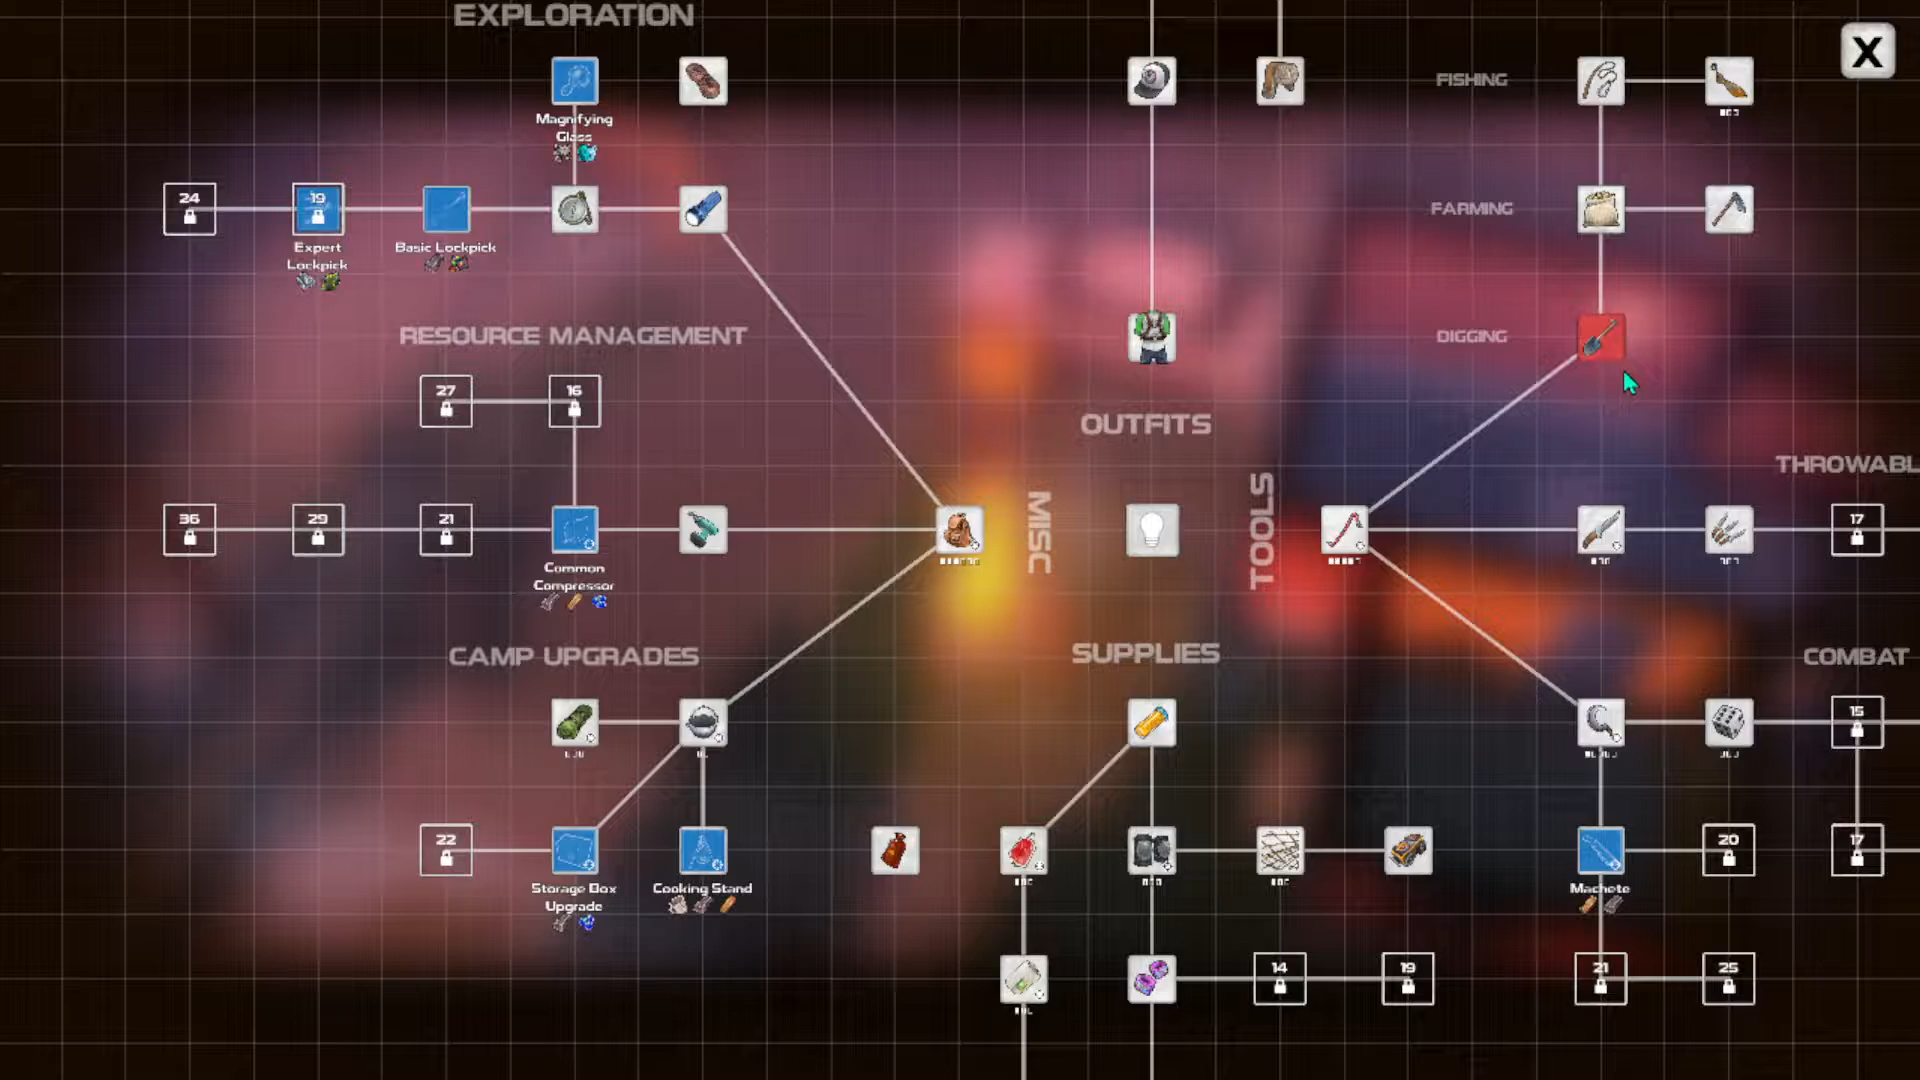 EXPLORATION
X
FISHING
Magnifying
Glass
24
19
FARMING
Expert
Lockpick
Basic Lockpick
RESOURCE MANAGEMENT
DIGGING
27
16
OUTFITS
THROWABL
36
29
21
MISC
TOOLS
17
Common
Compressor
CAMP UPGRADES
SUPPLIES
COMBAT
15
22
20
17
Storage Box
Upgrade
Cooking Stand
Machete
14
19
21
25